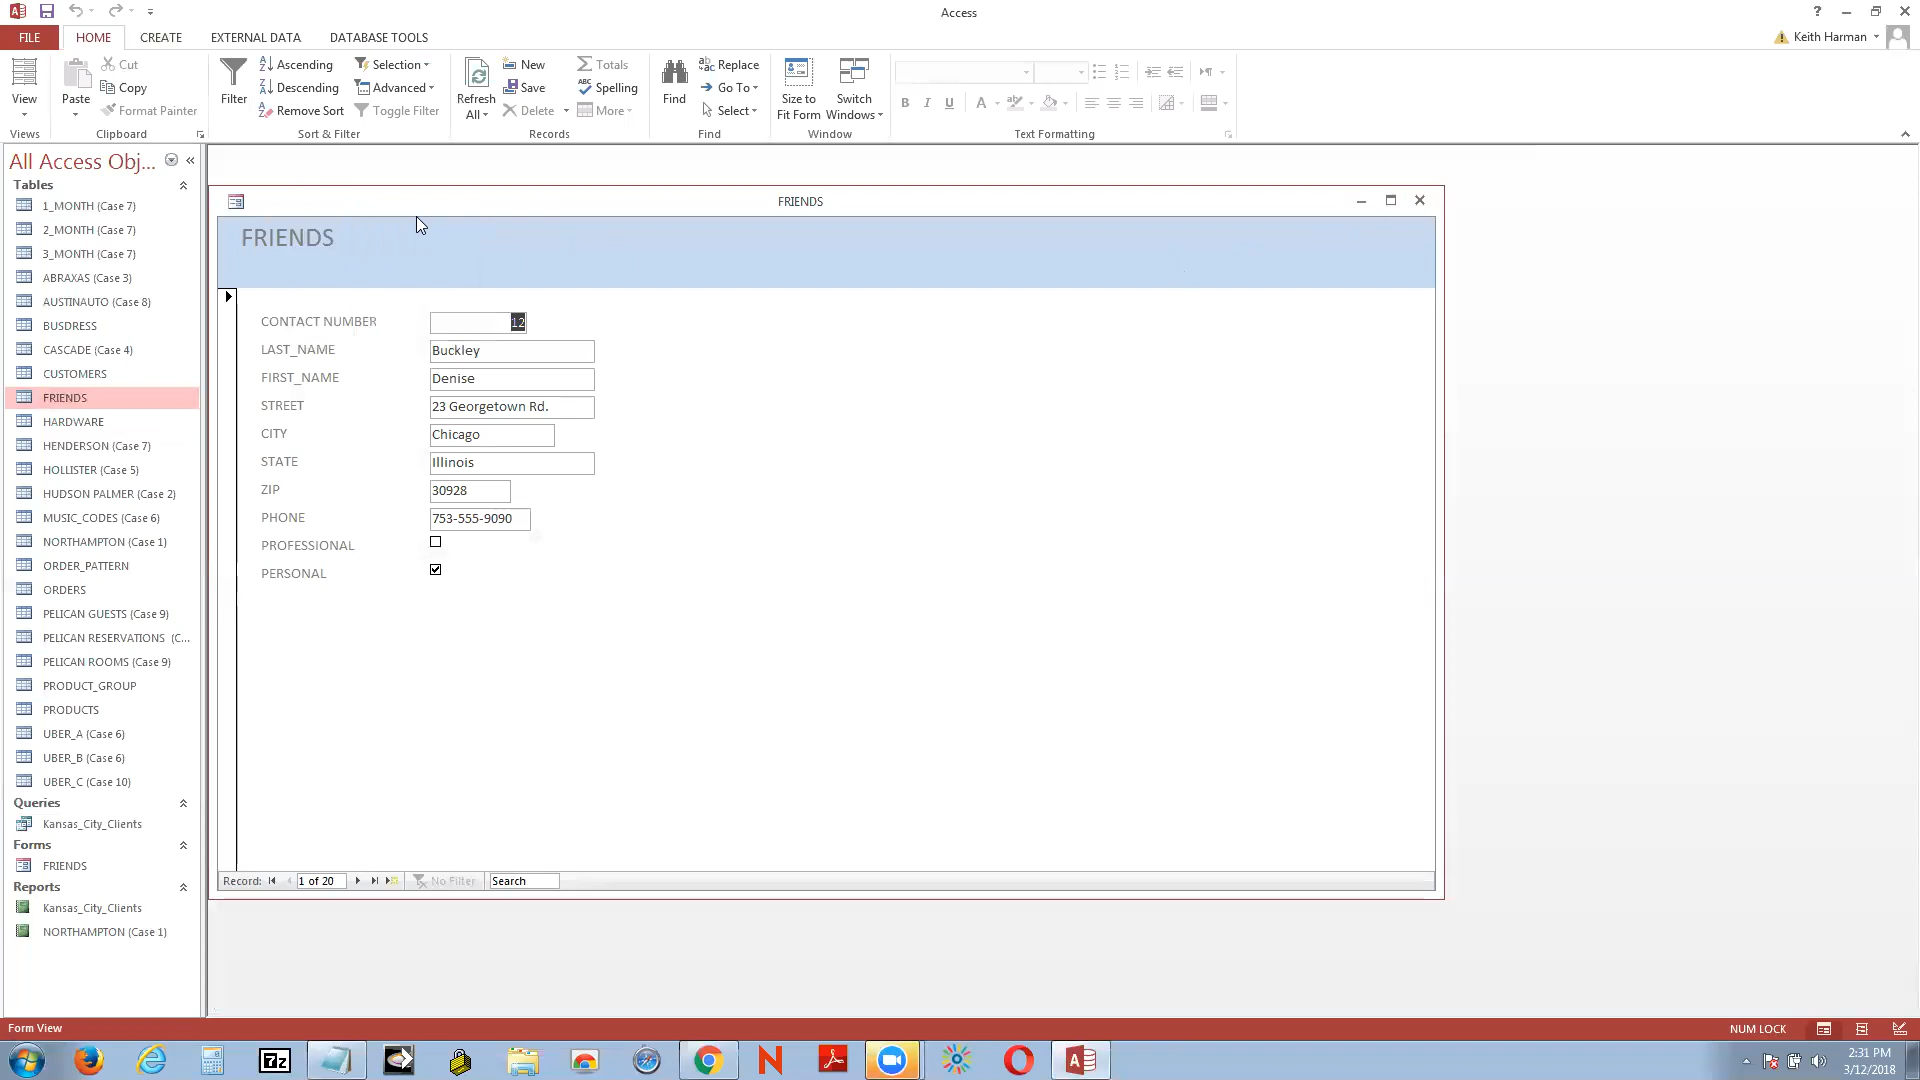 Access
?
FILE HOME CREATE EXTERNAL DATA DATABASE TOOLS
Keith Harman
View
Views
Paste
Cut
Copy
Format Painter
Clipboard
Filter
Ascending
Descending
Remove Sort
Selection
Advanced
Toggle Filter
Sort & Filter
Refresh
All
New
Save
Delete
Totals
Spelling
More
Records
Find
Replace
Go To
Select
Find
Size to
Fit Form
Switch
Windows
Window
B I U A
Text Formatting
All Access Obj...
Tables
1_MONTH (Case 7)
2_MONTH (Case 7)
3_MONTH (Case 7)
ABRAXAS (Case 3)
AUSTINAUTO (Case 8)
BUSDRESS
CASCADE (Case 4)
CUSTOMERS
FRIENDS
HARDWARE
HENDERSON (Case 7)
HOLLISTER (Case 5)
HUDSON PALMER (Case 2)
MUSIC_CODES (Case 6)
NORTHAMPTON (Case 1)
ORDER_PATTERN
ORDERS
PELICAN GUESTS (Case 9)
PELICAN RESERVATIONS (C...
PELICAN ROOMS (Case 9)
PRODUCT_GROUP
PRODUCTS
UBER_A (Case 6)
UBER_B (Case 6)
UBER_C (Case 10)
Queries
Kansas_City_Clients
Forms
FRIENDS
Reports
Kansas_City_Clients
NORTHAMPTON (Case 1)
FRIENDS
FRIENDS
CONTACT NUMBER 12
LAST_NAME Buckley
FIRST_NAME Denise
STREET 23 Georgetown Rd.
CITY Chicago
STATE Illinois
ZIP 30928
PHONE 753-555-9090
PROFESSIONAL
PERSONAL
Record: 1 of 20 No Filter Search
Form View
NUM LOCK
7z
2:31 PM
3/12/2018